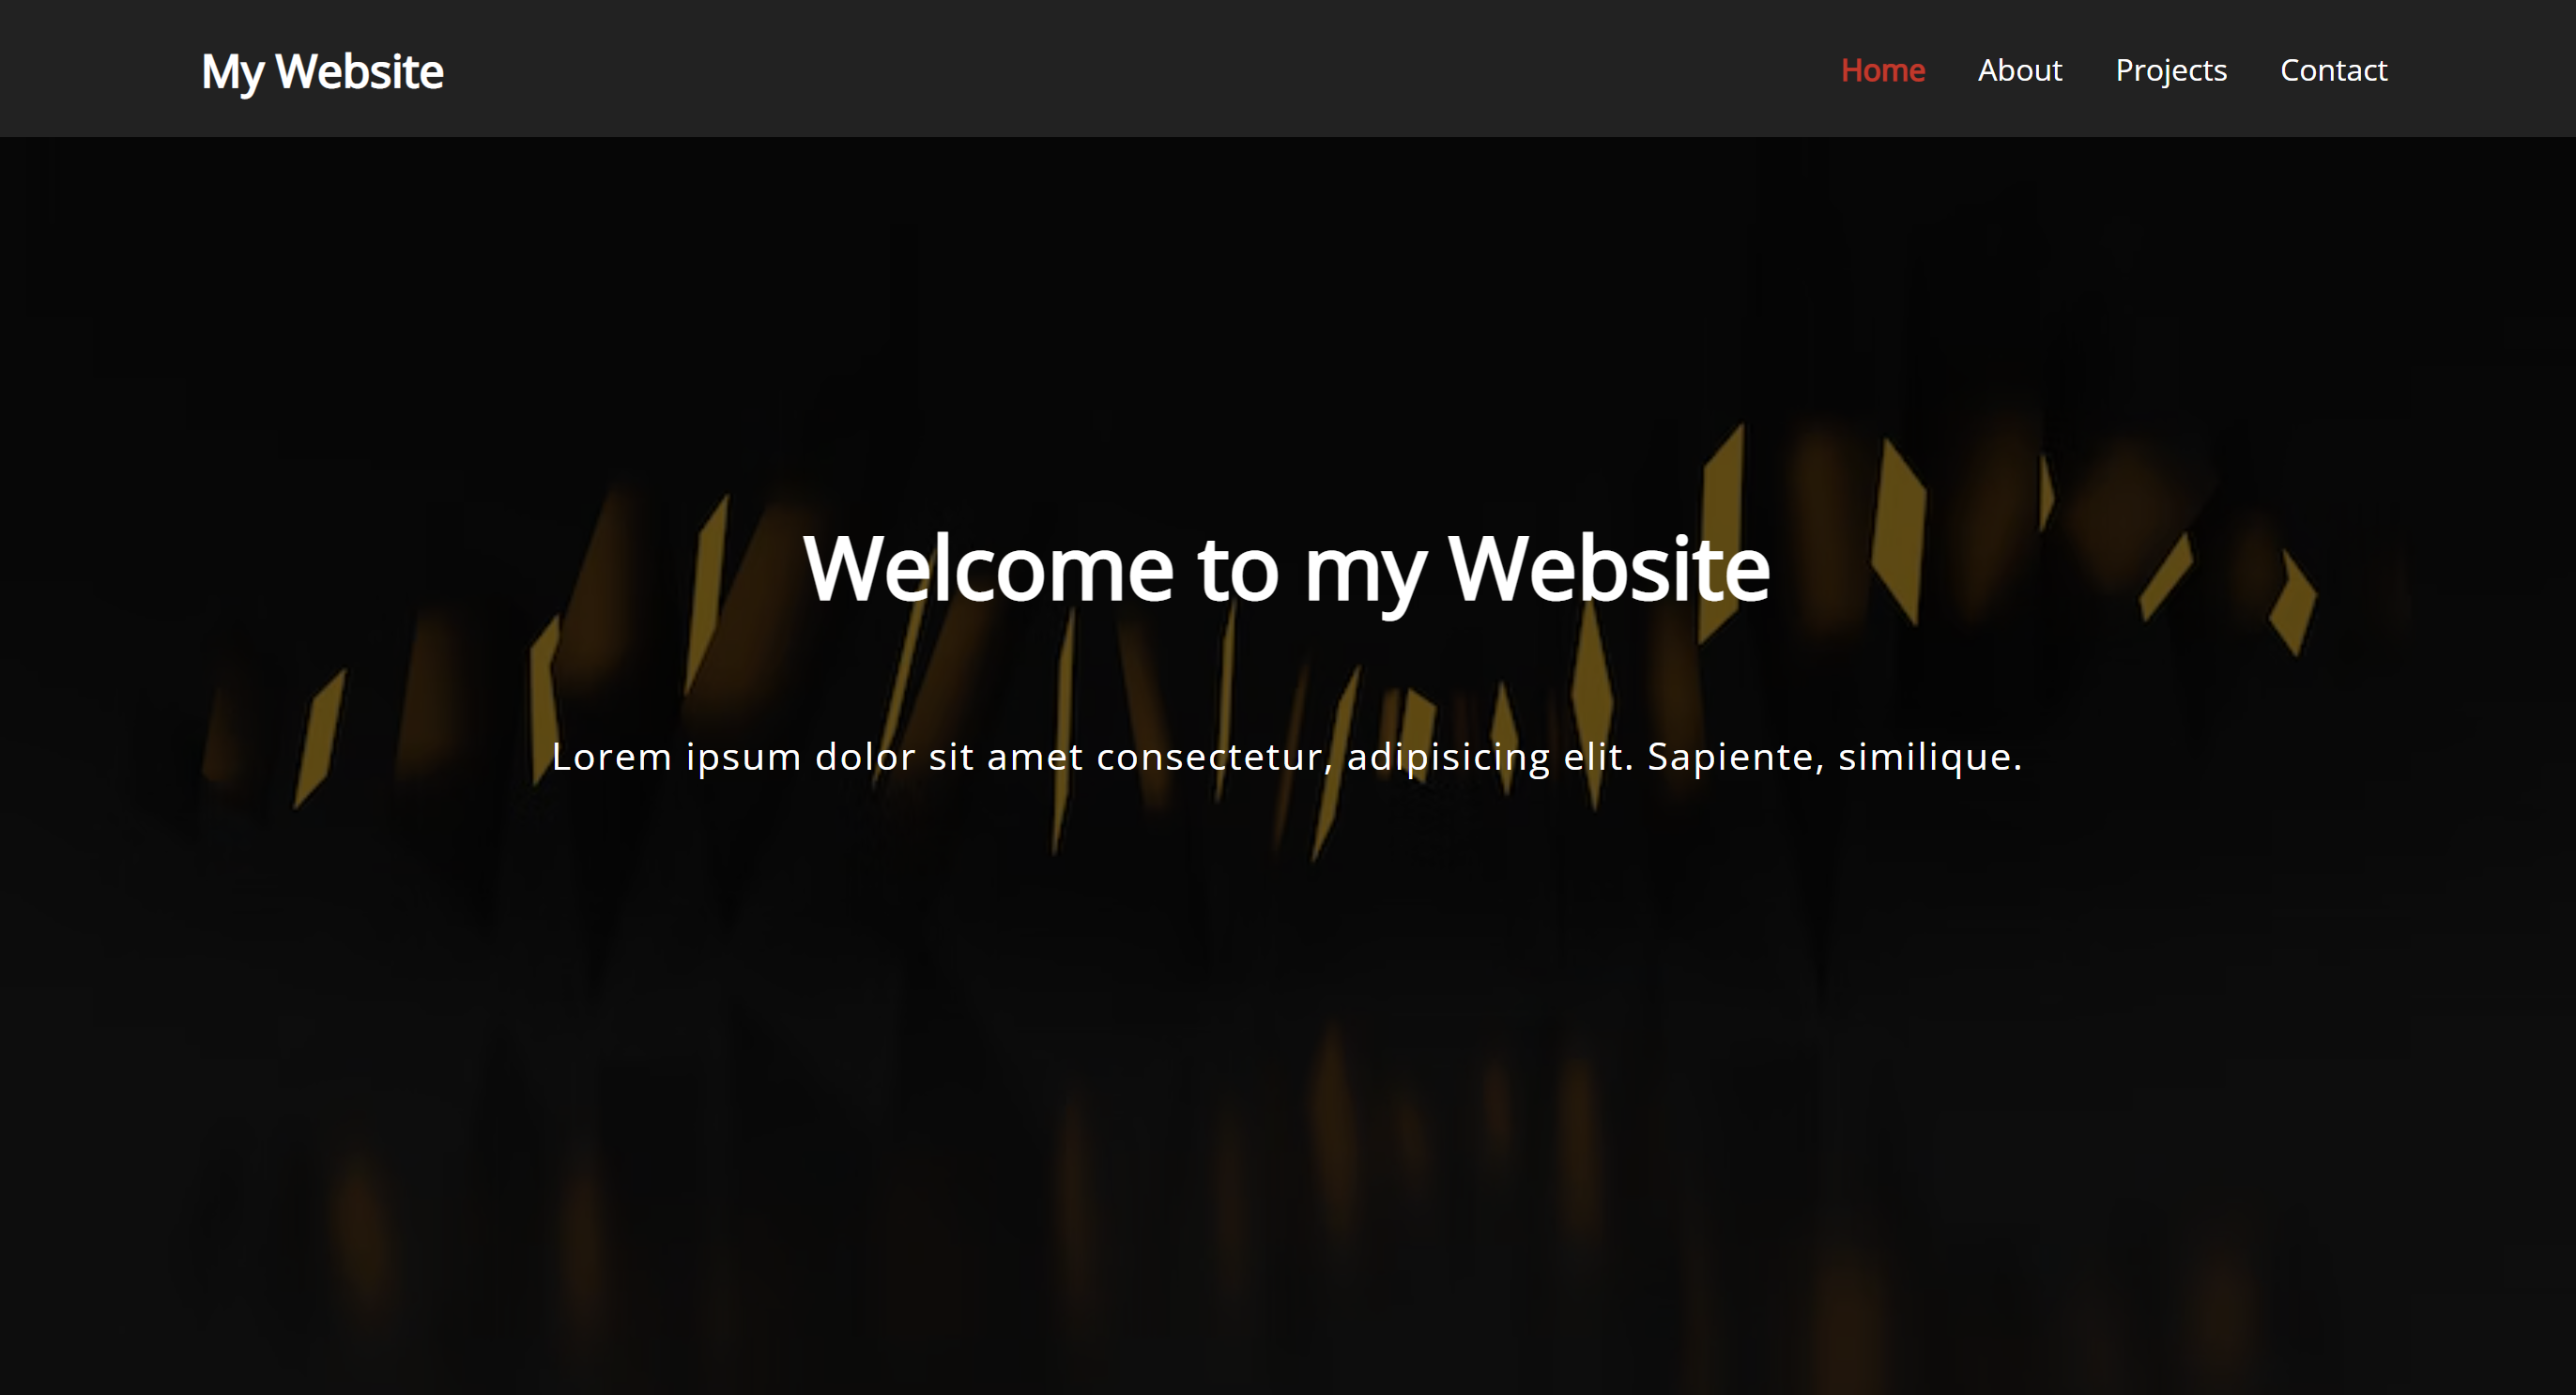 My Website
Home About Projects Contact
Welcome to my Website
Lorem ipsum dolor sit amet consectetur, adipisicing elit. Sapiente, similique.